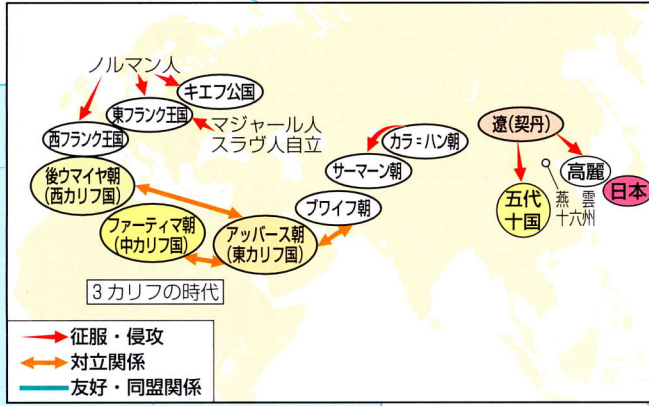 ノルマン人
キエフ公国
東フランク王国
マジャール人
スラヴ人自立
西フランク王国
後ウマイヤ朝
(西カリフ国)
ファーティマ朝
(中カリフ国)
アッバース朝
(東カリフ国)
ブワイフ朝
サーマーン朝
カラ=ハン朝
遼(契丹)
高麗
日本
五代
十国
燕雲
十六州
3カリフの時代
征服・侵攻
対立関係
友好・同盟関係